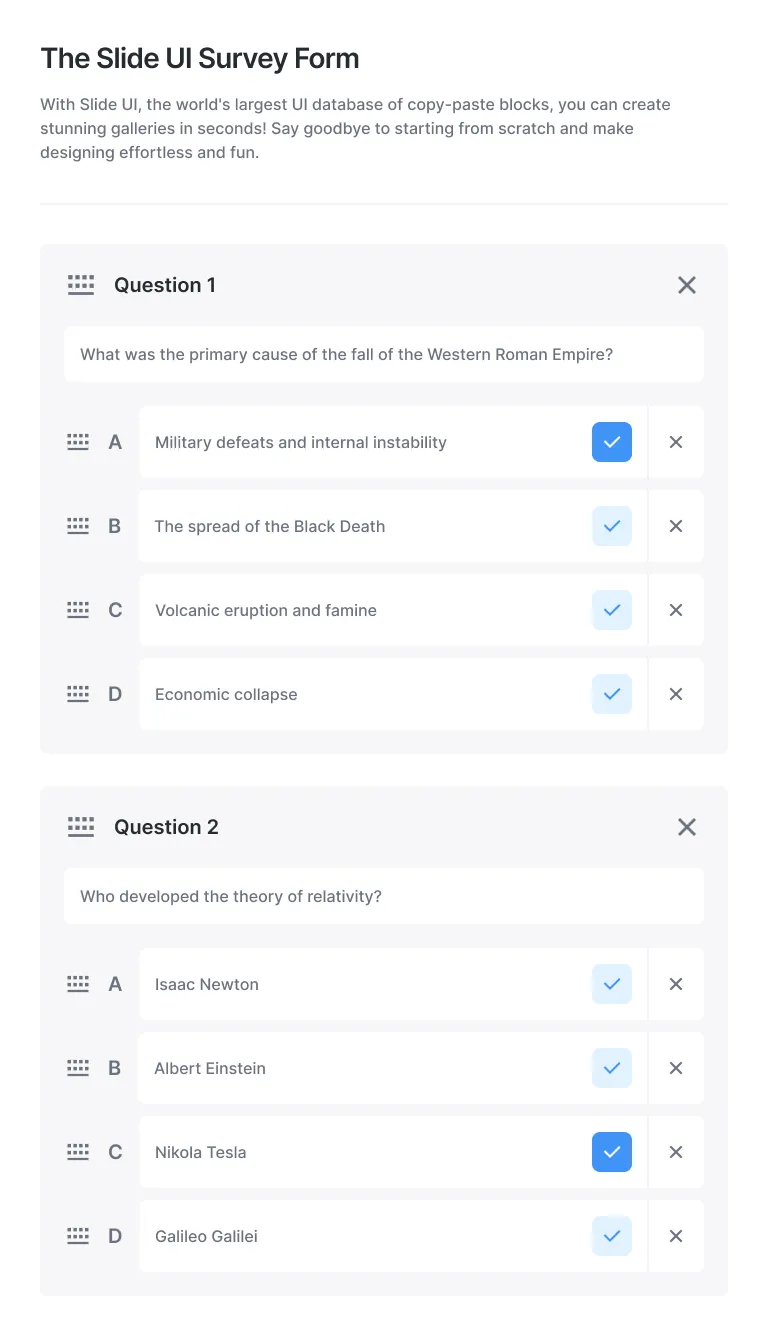 The Slide UI Survey Form
With Slide UI, the world's largest UI database of copy-paste blocks, you can create
stunning galleries in seconds! Say goodbye to starting from scratch and make
designing effortless and fun.
Question 1
What was the primary cause of the fall of the Western Roman Empire?
A Military defeats and internal instability
B The spread of the Black Death
C Volcanic eruption and famine
D Economic collapse
Question 2
Who developed the theory of relativity?
A Isaac Newton
B Albert Einstein
C Nikola Tesla
D Galileo Galilei